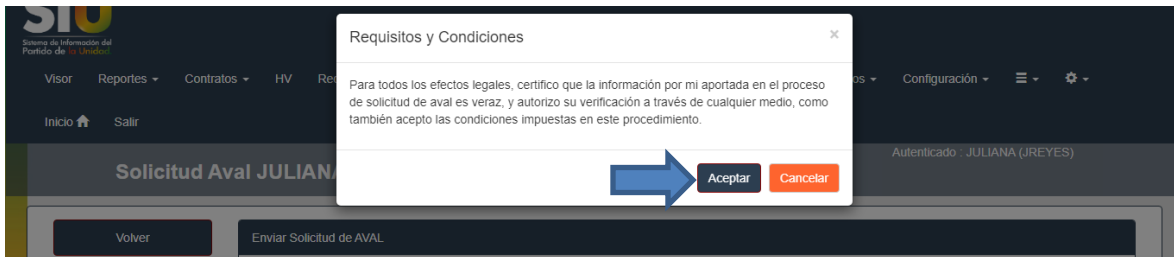 SIU
Sistema de Información del
Partido de la Unidad.
Requisitos y Condiciones ×
Visor Reportes Contratos HV Configuración
Para todos los efectos legales, certifico que la información por mi aportada en el proceso
de solicitud de aval es veraz, y autorizo su verificación a través de cualquier medio, como
también acepto las condiciones impuestas en este procedimiento.
Inicio Salir
Autenticado : JULIANA (JREYES)
Solicitud Aval
Aceptar Cancelar
Volver Enviar Solicitud de AVAL